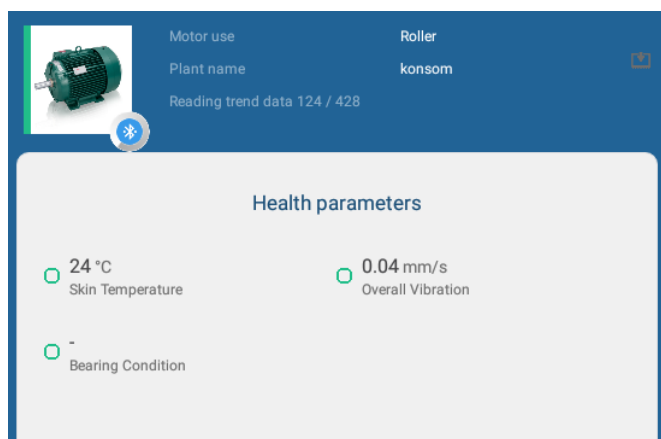 Motor use Roller
Plant name konsom
Reading trend data 124 / 428
Health parameters
24 °C
Skin Temperature
0.04 mm/s
Overall Vibration
-
Bearing Condition